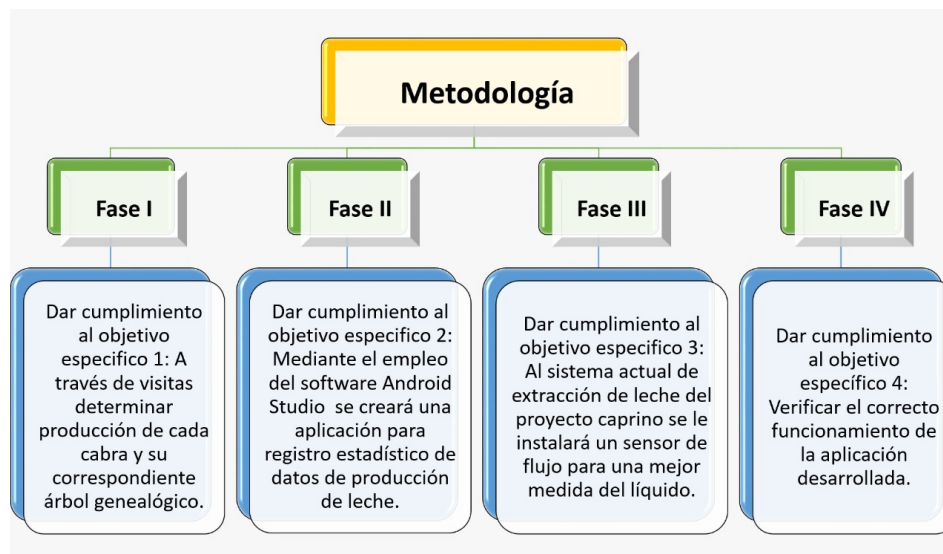 Metodología
Fase I
Fase II
Fase III
Fase IV
Dar cumplimiento
al objetivo
especifico 1: A
través de visitas
determinar
producción de cada
cabra y su
correspondiente
árbol genealógico.
Dar cumplimiento al
objetivo especifico 2:
Mediante el empleo
del software Android
Studio se creará una
aplicación para
registro estadístico de
datos de producción
de leche.
Dar cumplimiento al
objetivo especifico 3:
Al sistema actual de
extracción de leche del
proyecto caprino se le
instalará un sensor de
flujo para una mejor
medida del líquido.
Dar cumplimiento
al objetivo
específico 4:
Verificar el correcto
funcionamiento de
la aplicación
desarrollada.